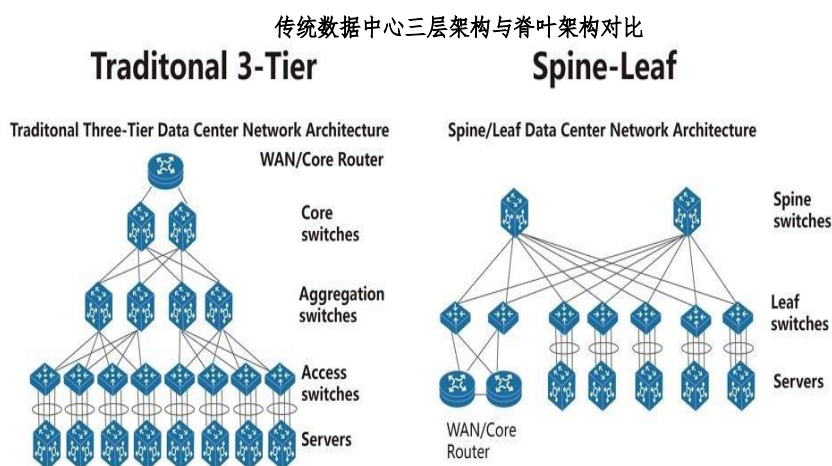 传统数据中心三层架构与脊叶架构对比
Traditonal 3-Tier
Spine-Leaf
Traditonal Three-Tier Data Center Network Architecture
Spine/Leaf Data Center Network Architecture
WAN/Core Router
Core
switches
Aggregation
switches
Access
switches
Servers
Spine
switches
Leaf
switches
Servers
WAN/Core
Router